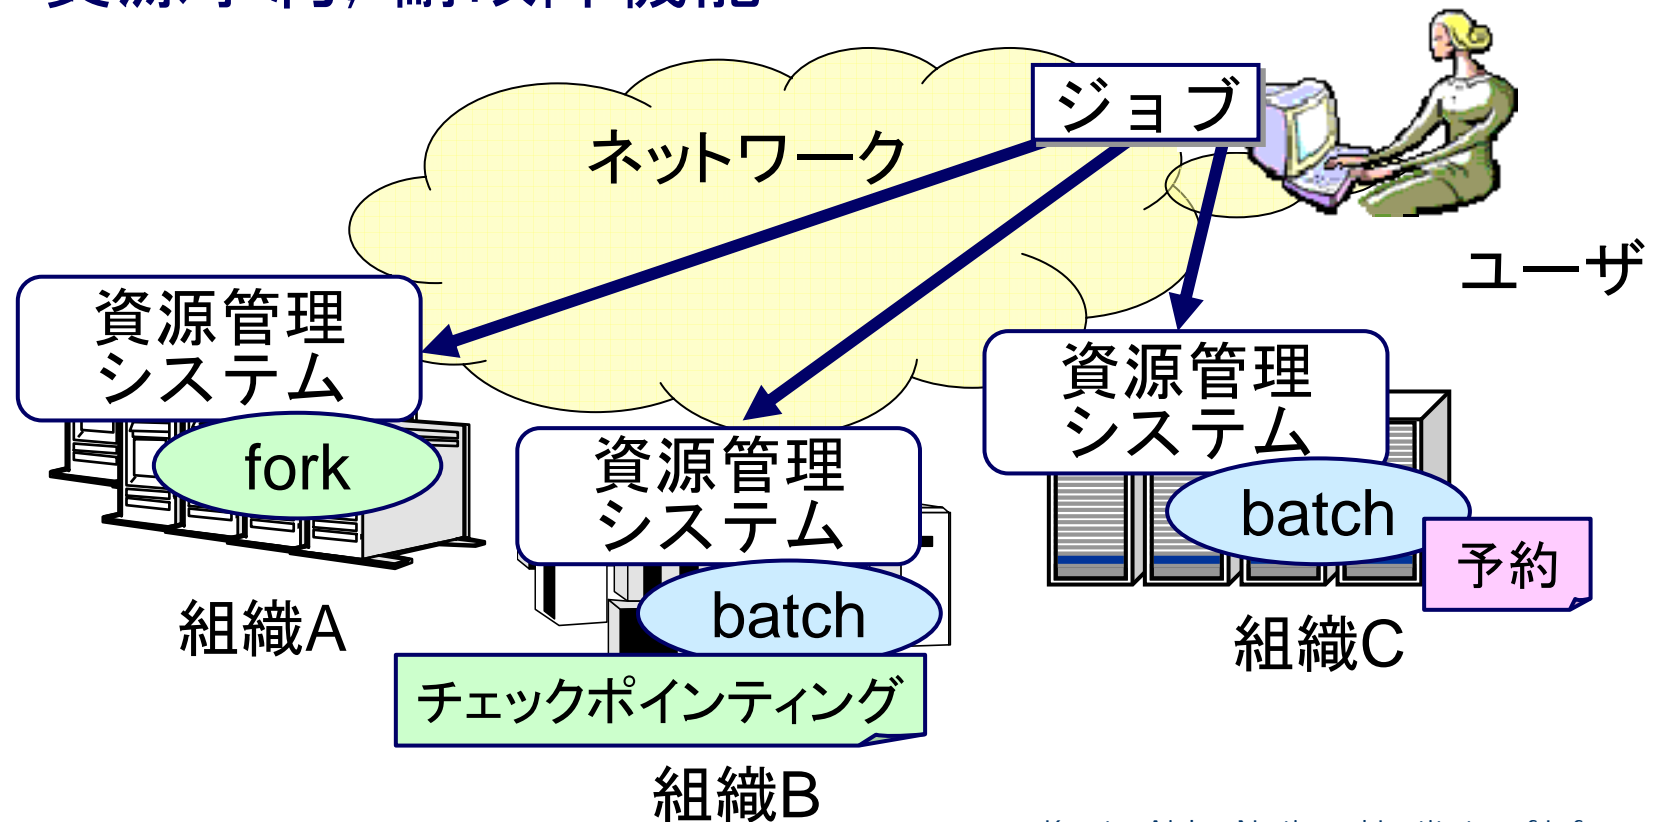 ジョブ
ネットワーク
ユーザ
資源管理
システム
fork
組織A
資源管理
システム
batch
チェックポインティング
組織B
資源管理
システム
batch
予約
組織C